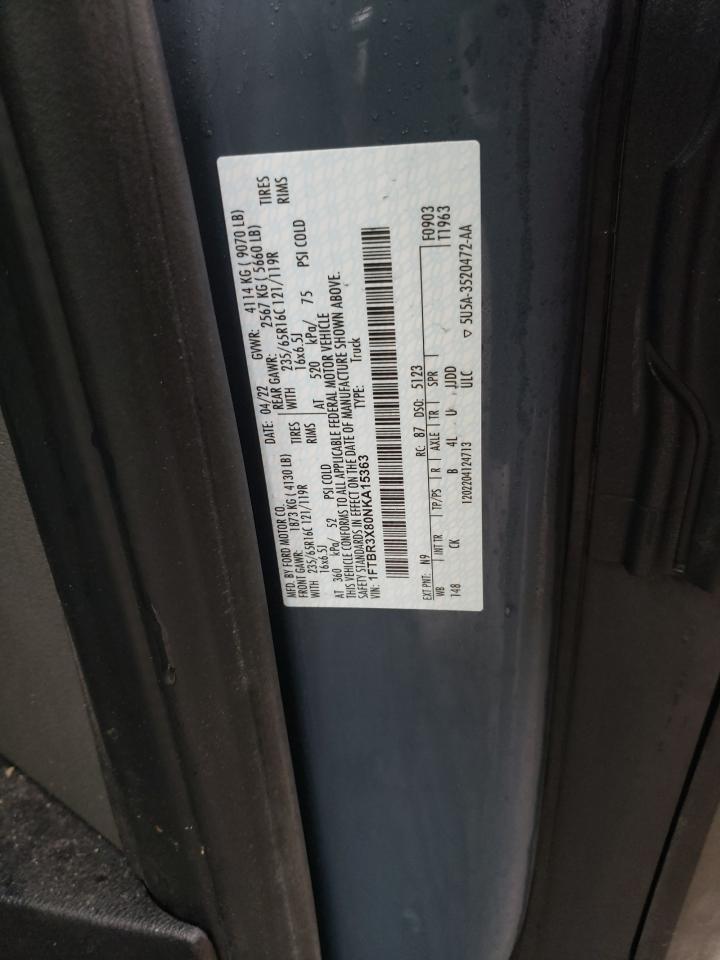 MFD. BY FORD MOTOR CO. DATE: 04/22 GVWR: 4114 KG ( 9070 LB)
FRONT GAWR: 1873 KG ( 4130 LB) REAR GAWR: 2567 KG ( 5660 LB)
WITH 235/65R16C 121/119R TIRES WITH 235/65R16C 121/119R TIRES
16x6.5J RIMS 16x6.5J RIMS
AT 360 kPa/ 52 PSI COLD AT 520 kPa/ 75 PSI COLD
THIS VEHICLE CONFORMS TO ALL APPLICABLE FEDERAL MOTOR VEHICLE
SAFETY STANDARDS IN EFFECT ON THE DATE OF MANUFACTURE SHOWN ABOVE.
VIN: 1FTBR3X80NKA15363 TYPE: Truck
EXT PNT: N9 RC: 87 DSO: 5123 F0903
WB INT TR TP/PS R AXLE TR SPR T1963
148 CK B 4L U JJDD
1202204124713 ULC ▽ 5U5A-3520472-AA